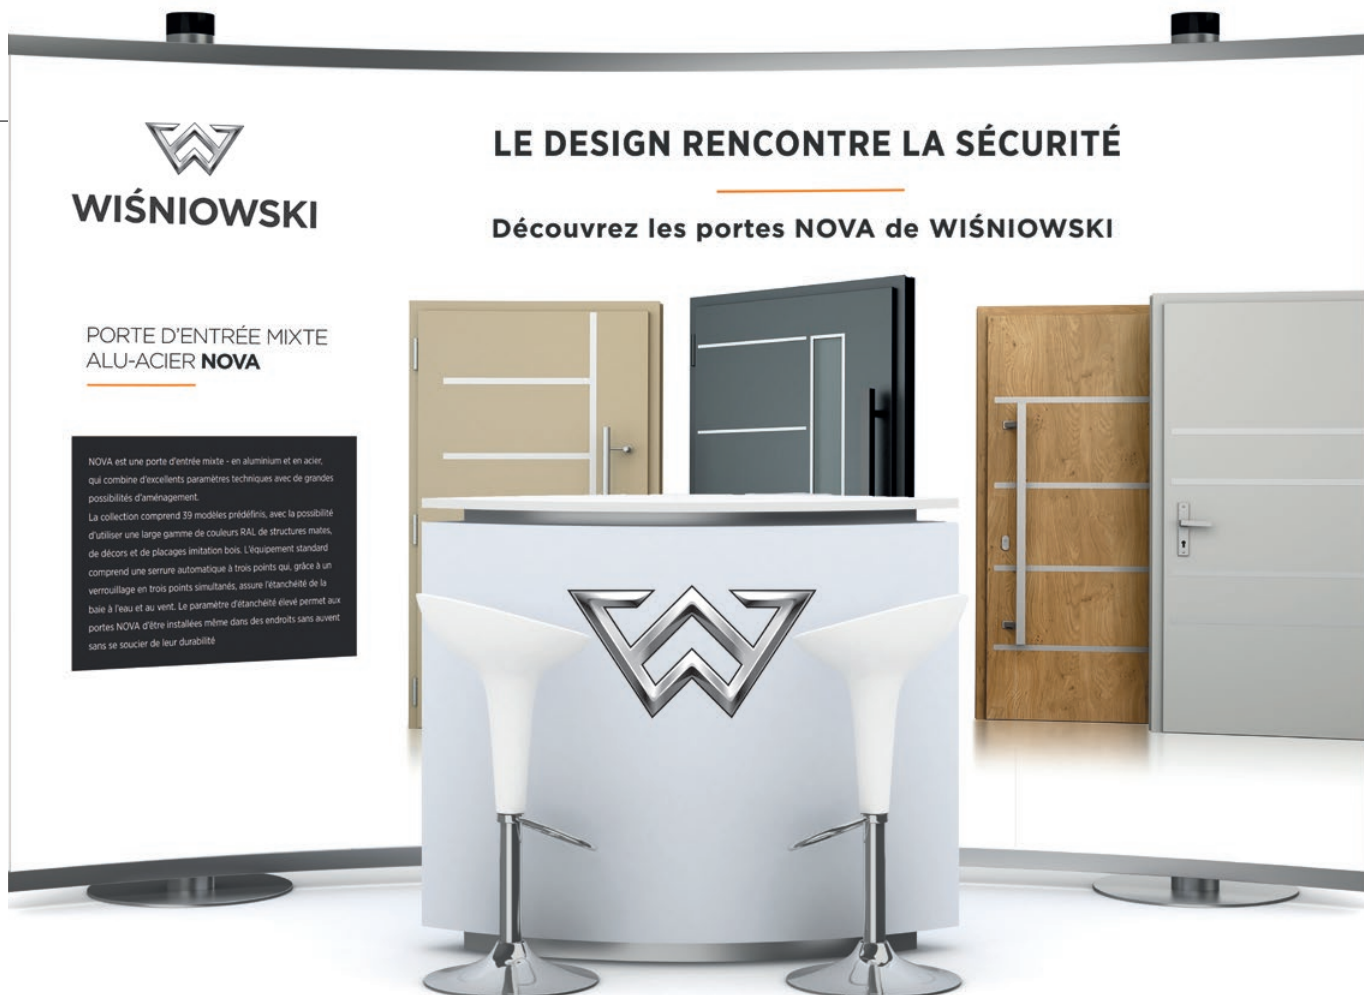 WIŚNIOWSKI
LE DESIGN RENCONTRE LA SÉCURITÉ
Découvrez les portes NOVA de WIŚNIOWSKI
PORTE D'ENTRÉE MIXTE
ALU-ACIER NOVA
NOVA est une porte d'entrée mixte - en aluminium et en acier,
qui combine d'excellents paramètres techniques avec de grandes
possibilités d'aménagement.
La collection comprend 39 modèles prédéfinis, avec la possibilité
d'utiliser une large gamme de couleurs RAL de structures mates,
de décors et de placages imitation bois. L'équipement standard
comprend une serrure automatique à trois points qui, grâce à un
verrouillage en trois points simultanés, assure l'étanchéité de la
baie à l'eau et au vent. Le paramètre d'étanchéité élevé permet aux
portes NOVA d'être installées même dans des endroits sans auvent
sans se soucier de leur durabilité